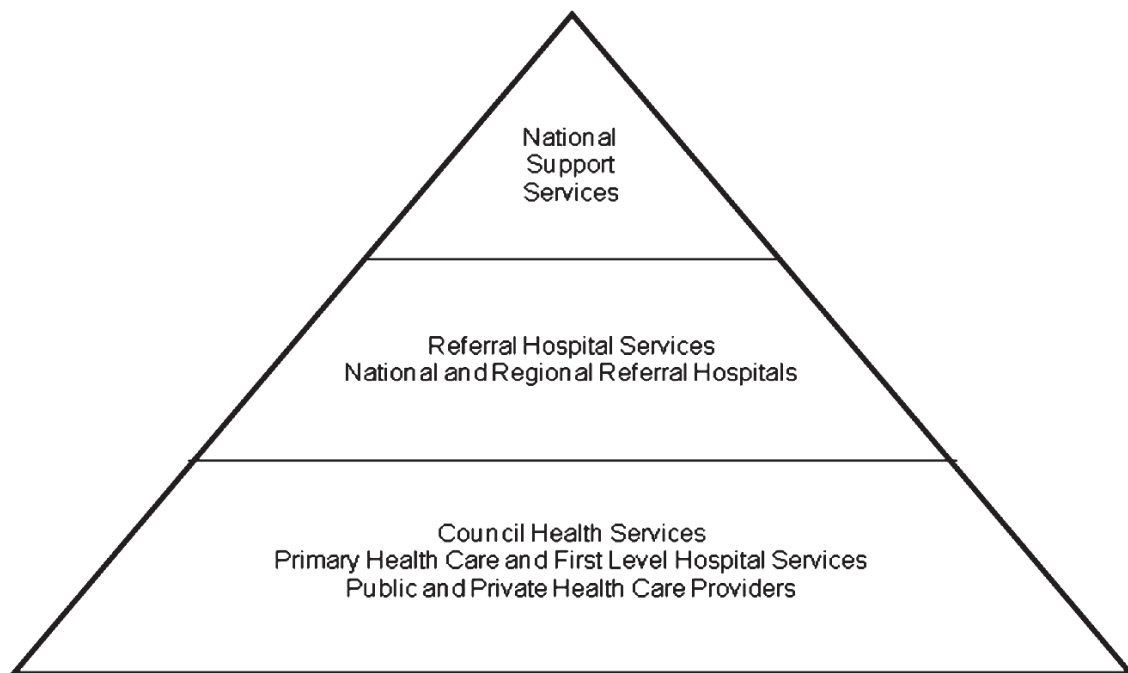 National
Support
Services
Referral Hospital Services
National and Regional Referral Hospitals
Council Health Services
Primary Health Care and First Level Hospital Services
Public and Private Health Care Providers